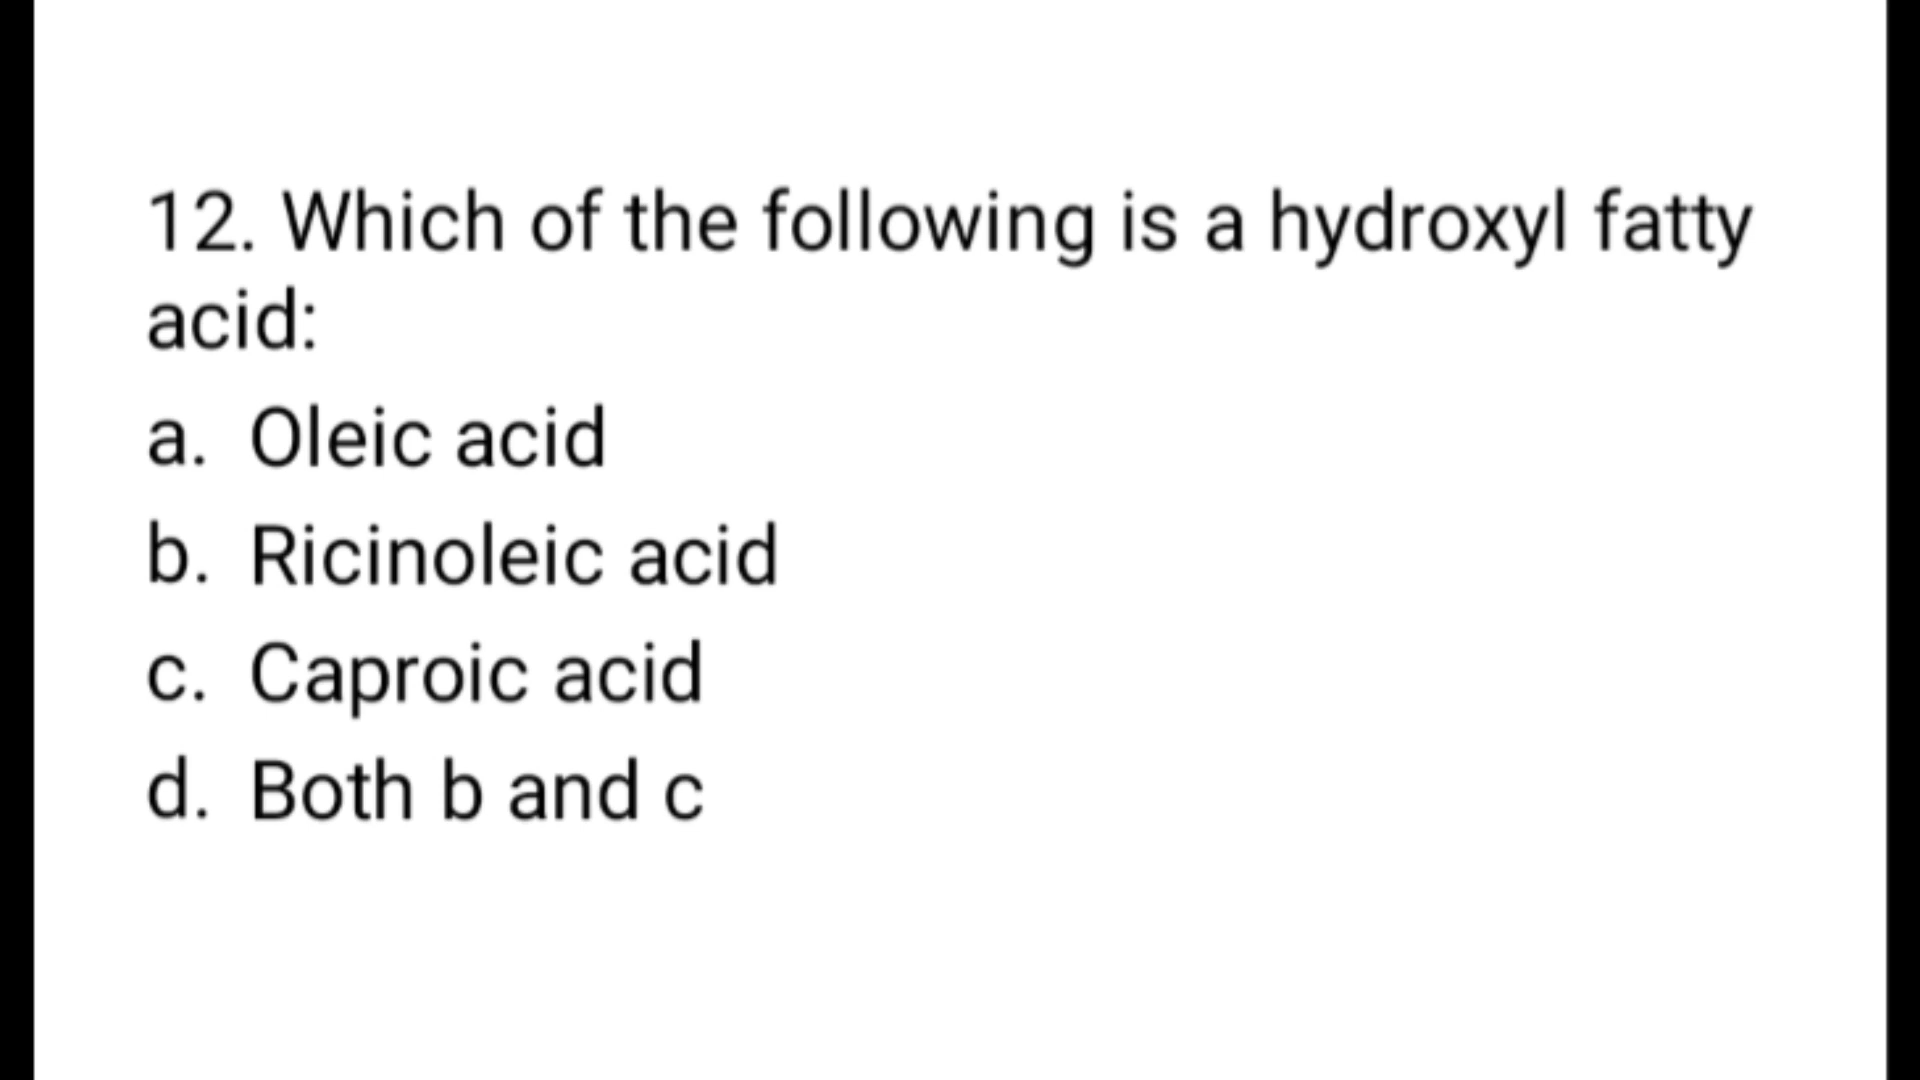 12. Which of the following is a hydroxyl fatty
acid:
a. Oleic acid
b. Ricinoleic acid
c. Caproic acid
d. Both b and c